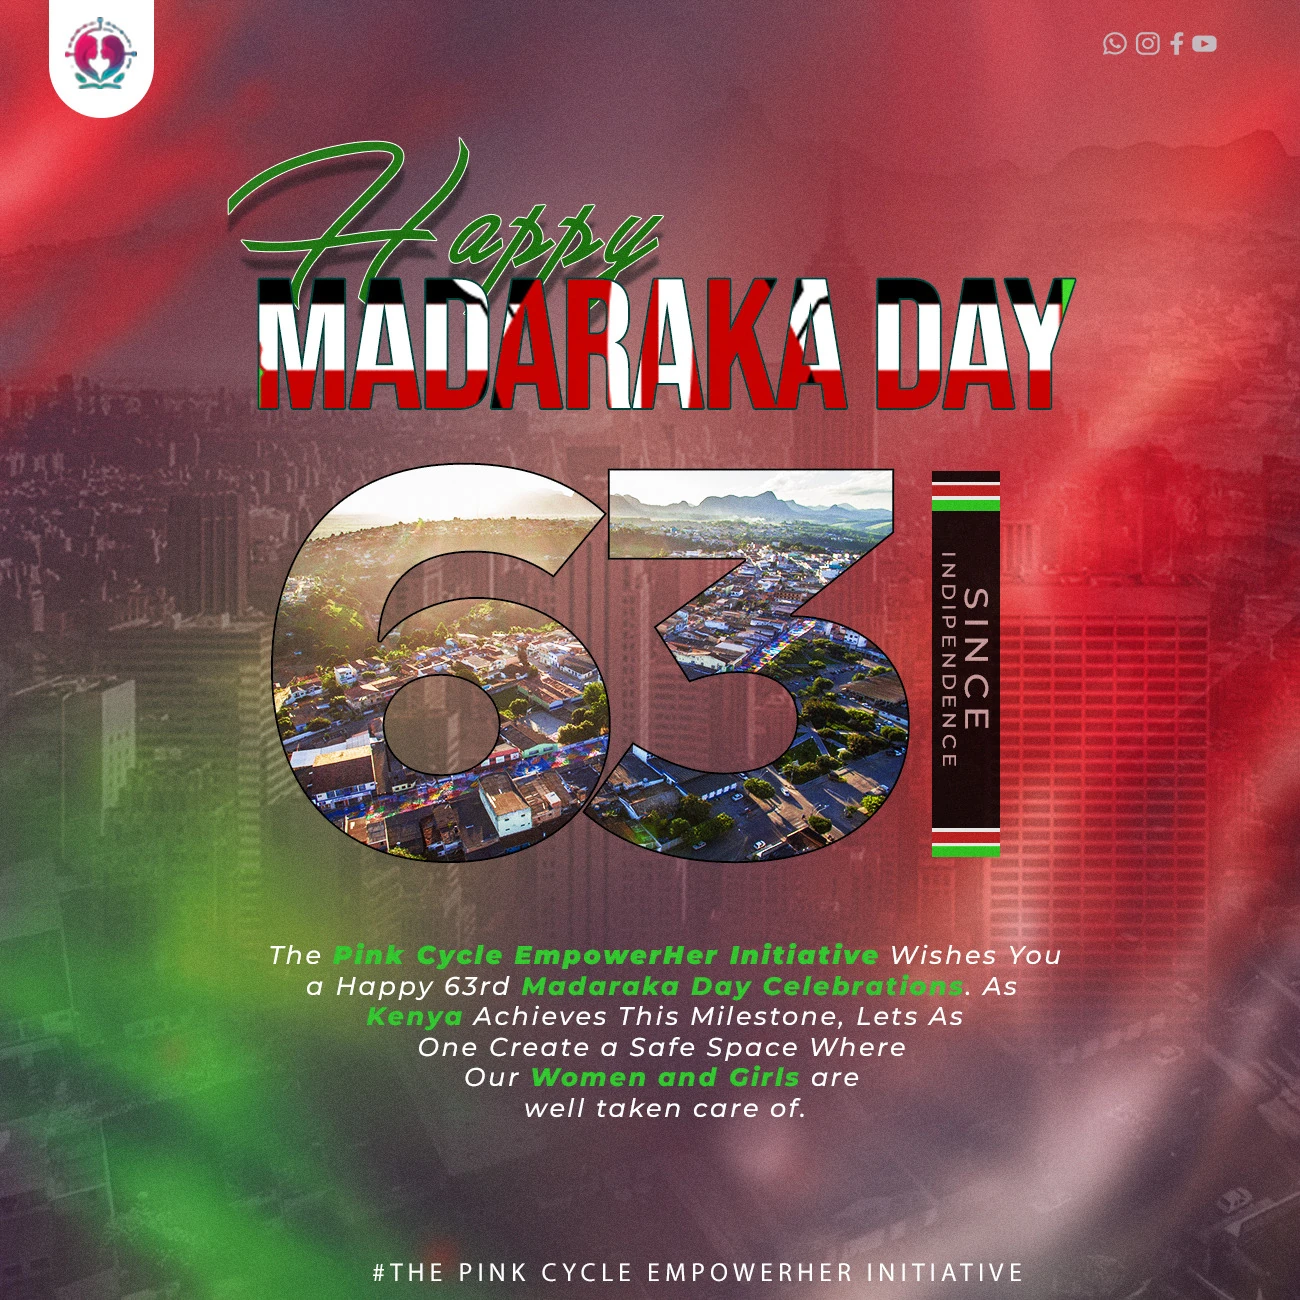 Happy
MADARAKA DAY
63
SINCE
INDIPENDENCE
The Pink Cycle EmpowerHer Initiative Wishes You
a Happy 63rd Madaraka Day Celebrations. As
Kenya Achieves This Milestone, Lets As
One Create a Safe Space Where
Our Women and Girls are
well taken care of.
#THE PINK CYCLE EMPOWERHER INITIATIVE